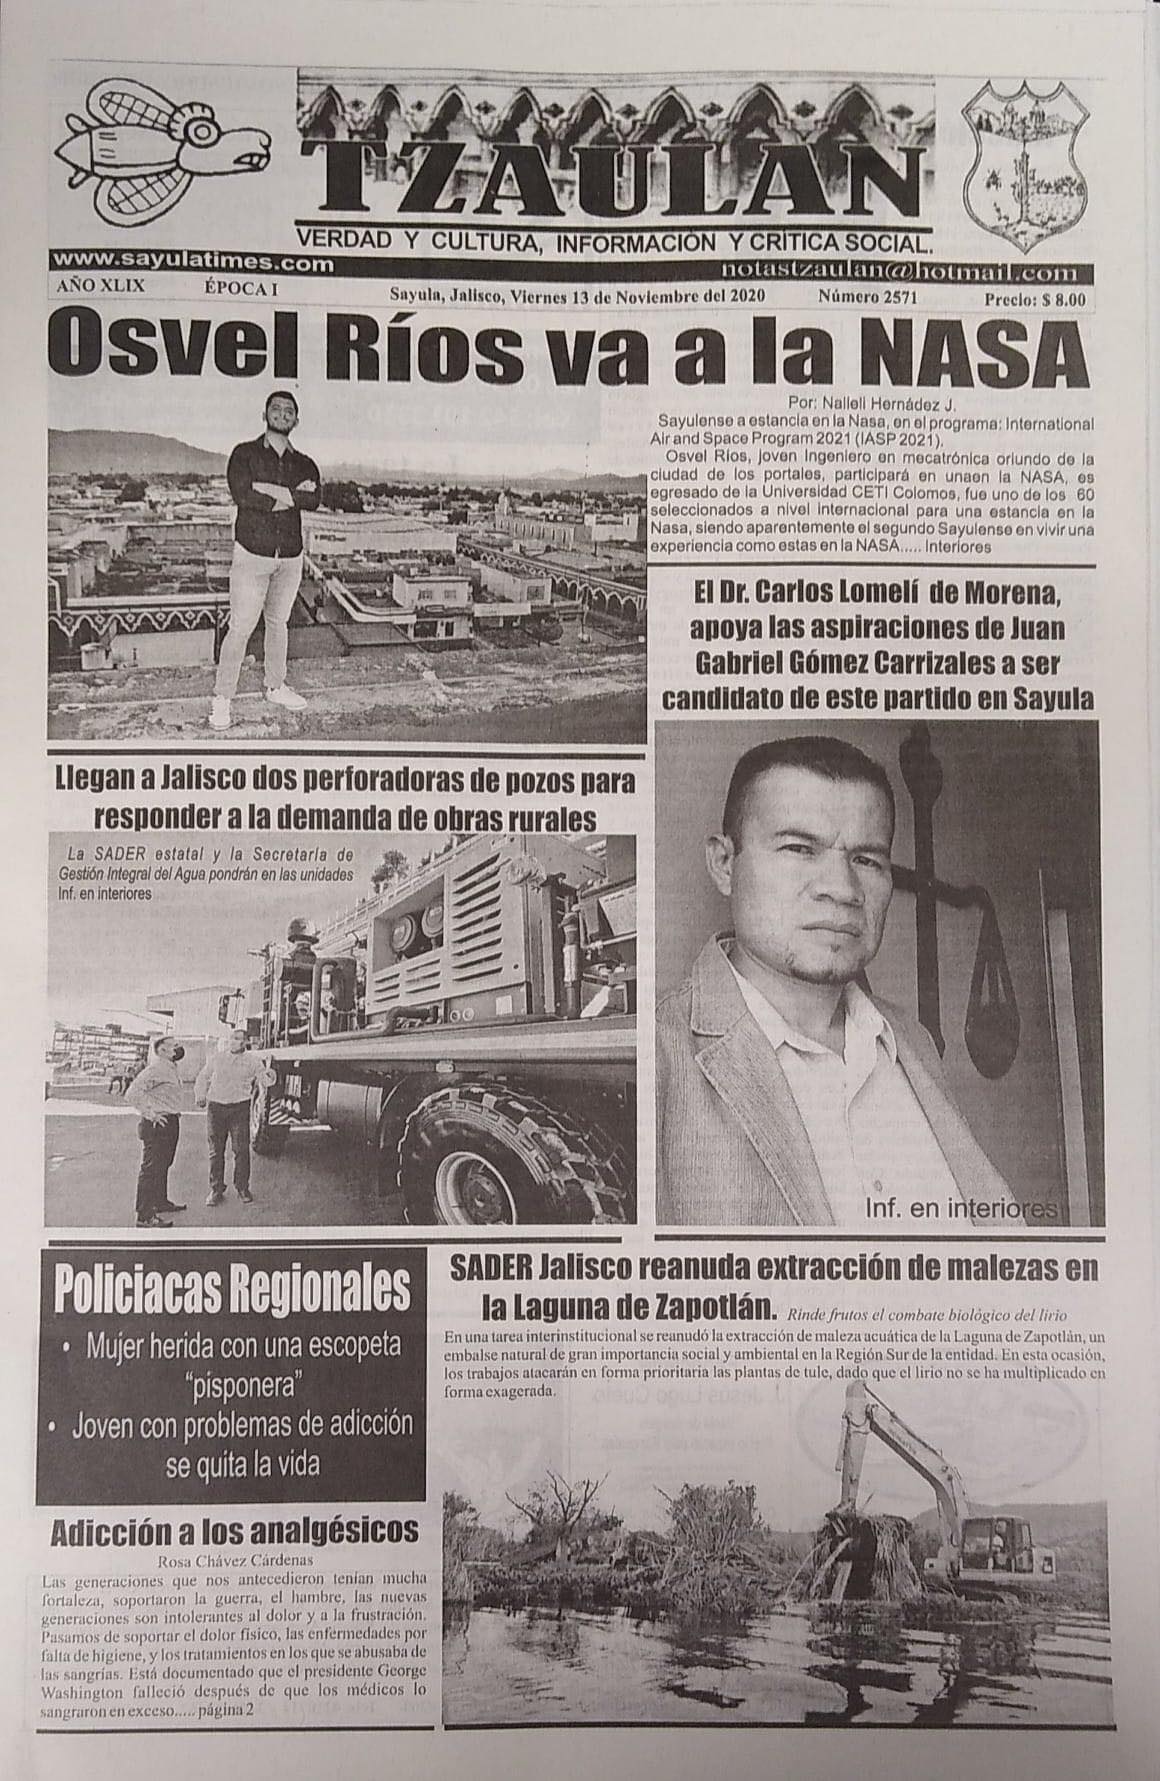 TZAULAN
VERDAD Y CULTURA, INFORMACIÓN Y CRÍTICA SOCIAL.
www.sayulatimes.com
notastzaulan@hotmail.com
AÑO XLIX ÉPOCA I Sayula, Jalisco, Viernes 13 de Noviembre del 2020 Número 2571 Precio: $ 8.00
Osvel Ríos va a la NASA
Por: Nalleli Hernádez J.
Sayulense a estancia en la Nasa, en el programa: International
Air and Space Program 2021 (IASP 2021).
Osvel Ríos, joven Ingeniero en mecatrónica oriundo de la
ciudad de los portales, participará en unaen la NASA, es
egresado de la Universidad CETI Colomos, fue uno de los 60
seleccionados a nivel internacional para una estancia en la
Nasa, siendo aparentemente el segundo Sayulense en vivir una
experiencia como estas en la NASA..... Interiores
El Dr. Carlos Lomelí de Morena,
apoya las aspiraciones de Juan
Gabriel Gómez Carrizales a ser
candidato de este partido en Sayula
Inf. en interiores
Llegan a Jalisco dos perforadoras de pozos para
responder a la demanda de obras rurales
La SADER estatal y la Secretaría de
Gestión Integral del Agua pondrán en las unidades
Inf. en interiores
Policiacas Regionales
• Mujer herida con una escopeta
“pisponera”
• Joven con problemas de adicción
se quita la vida
Adicción a los analgésicos
Rosa Chávez Cárdenas
Las generaciones que nos antecedieron tenían mucha
fortaleza, soportaron la guerra, el hambre, las nuevas
generaciones son intolerantes al dolor y a la frustración.
Pasamos de soportar el dolor físico, las enfermedades por
falta de higiene, y los tratamientos en los que se abusaba de
las sangrías. Está documentado que el presidente George
Washington falleció después de que los médicos lo
sangraron en exceso..... página 2
SADER Jalisco reanuda extracción de malezas en
la Laguna de Zapotlán. Rinde frutos el combate biológico del lirio
En una tarea interinstitucional se reanudó la extracción de maleza acuática de la Laguna de Zapotlán, un
embalse natural de gran importancia social y ambiental en la Región Sur de la entidad. En esta ocasión,
los trabajos atacarán en forma prioritaria las plantas de tule, dado que el lirio no se ha multiplicado en
forma exagerada.